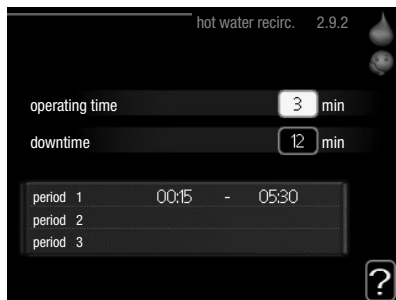 hot water recirc. 2.9.2
operating time 3 min
downtime 12 min
period 1 00:15 - 05:30
period 2
period 3
?